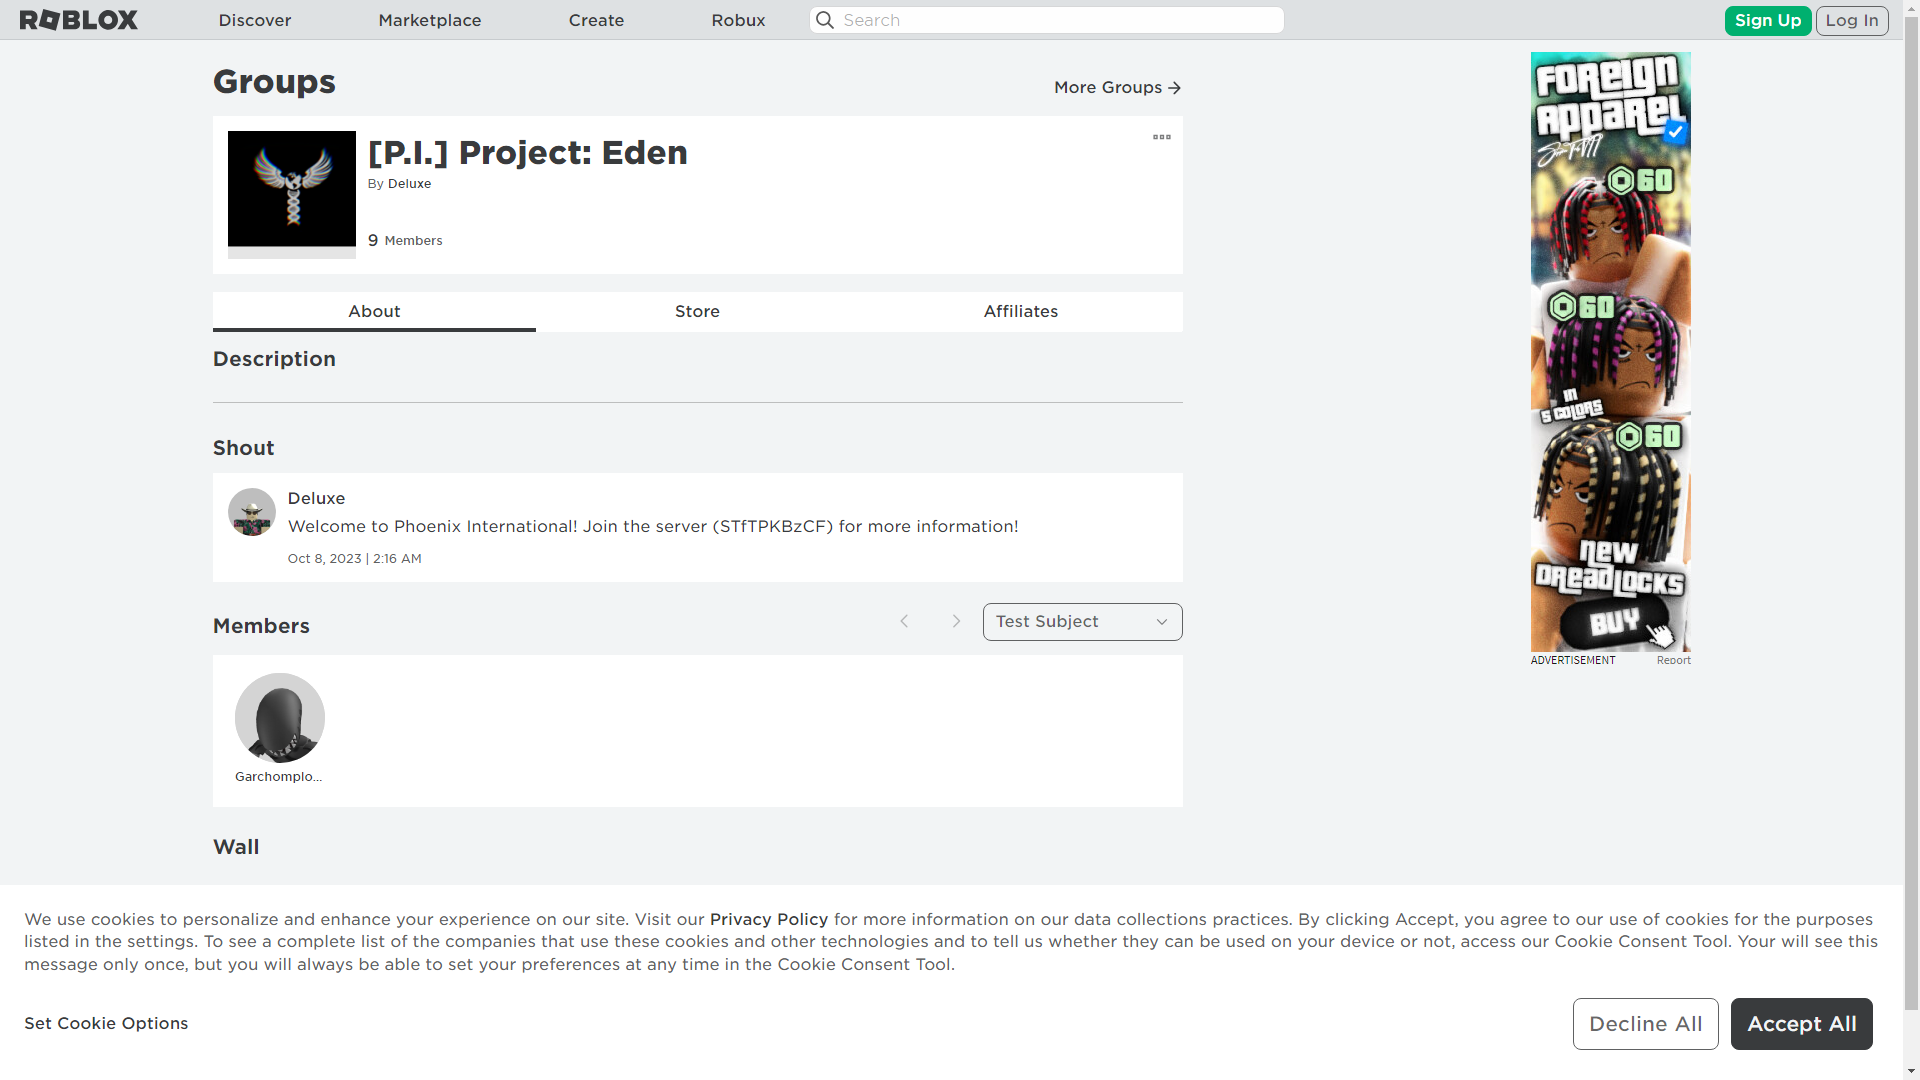 ROBLOX
Discover
Marketplace
Create
Robux
Search
Sign Up
Log In
Groups
More Groups
[P.I.] Project: Eden
By Deluxe
9 Members
About
Store
Affiliates
Description
Shout
Deluxe
Welcome to Phoenix International! Join the server (STfTPKBzCF) for more information!
Oct 8, 2023 | 2:16 AM
Members
Test Subject
Garchomplo...
Wall
FOREIGN
APPAREL
60
60
IN
5 COLORS
60
NEW
DREADLOCKS
BUY
ADVERTISEMENT
Report
We use cookies to personalize and enhance your experience on our site. Visit our Privacy Policy for more information on our data collections practices. By clicking Accept, you agree to our use of cookies for the purposes
listed in the settings. To see a complete list of the companies that use these cookies and other technologies and to tell us whether they can be used on your device or not, access our Cookie Consent Tool. Your will see this
message only once, but you will always be able to set your preferences at any time in the Cookie Consent Tool.
Set Cookie Options
Decline All
Accept All